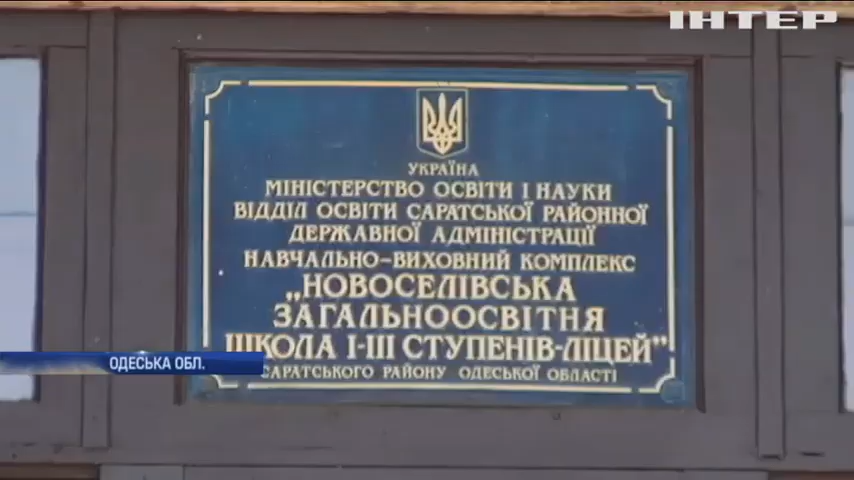 ІНТЕР
УКРАЇНА
МІНІСТЕРСТВО ОСВІТИ І НАУКИ
ВІДДІЛ ОСВІТИ САРАТСЬКОЇ РАЙОННОЇ
ДЕРЖАВНОЇ АДМІНІСТРАЦІЇ
НАВЧАЛЬНО-ВИХОВНИЙ КОМПЛЕКС
„НОВОСЕЛІВСЬКА
ЗАГАЛЬНООСВІТНЯ
ШКОЛА І-ІІІ СТУПЕНІВ-ЛІЦЕЙ"
САРАТСЬКОГО РАЙОНУ ОДЕСЬКОЇ ОБЛАСТІ
ОДЕСЬКА ОБЛ.